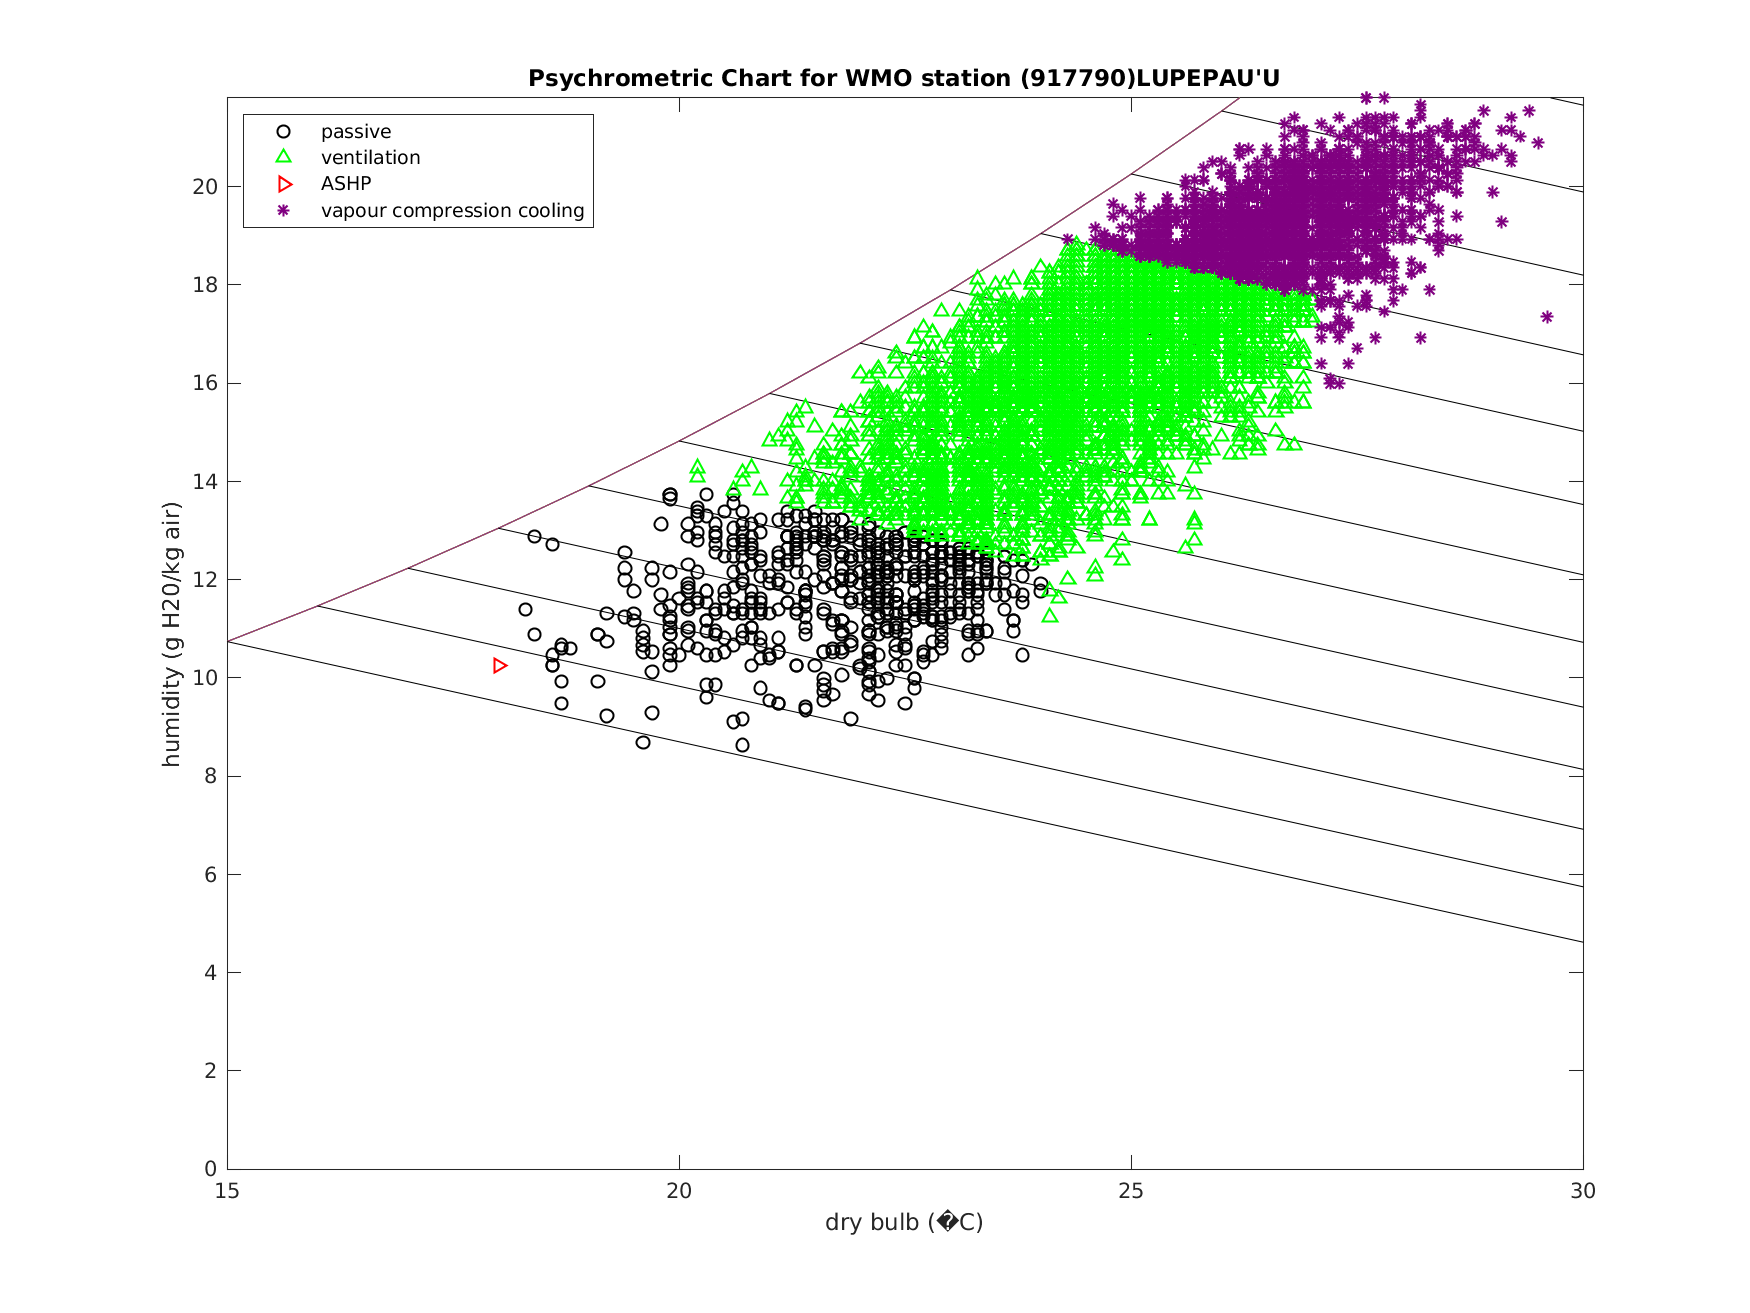 Psychrometric Chart for WMO station (917790)LUPEPAU'U
passive
ventilation
ASHP
vapour compression cooling
humidity (g H20/kg air)
20
18
16
14
12
10
8
6
4
2
0
15
20
25
30
dry bulb (�C)